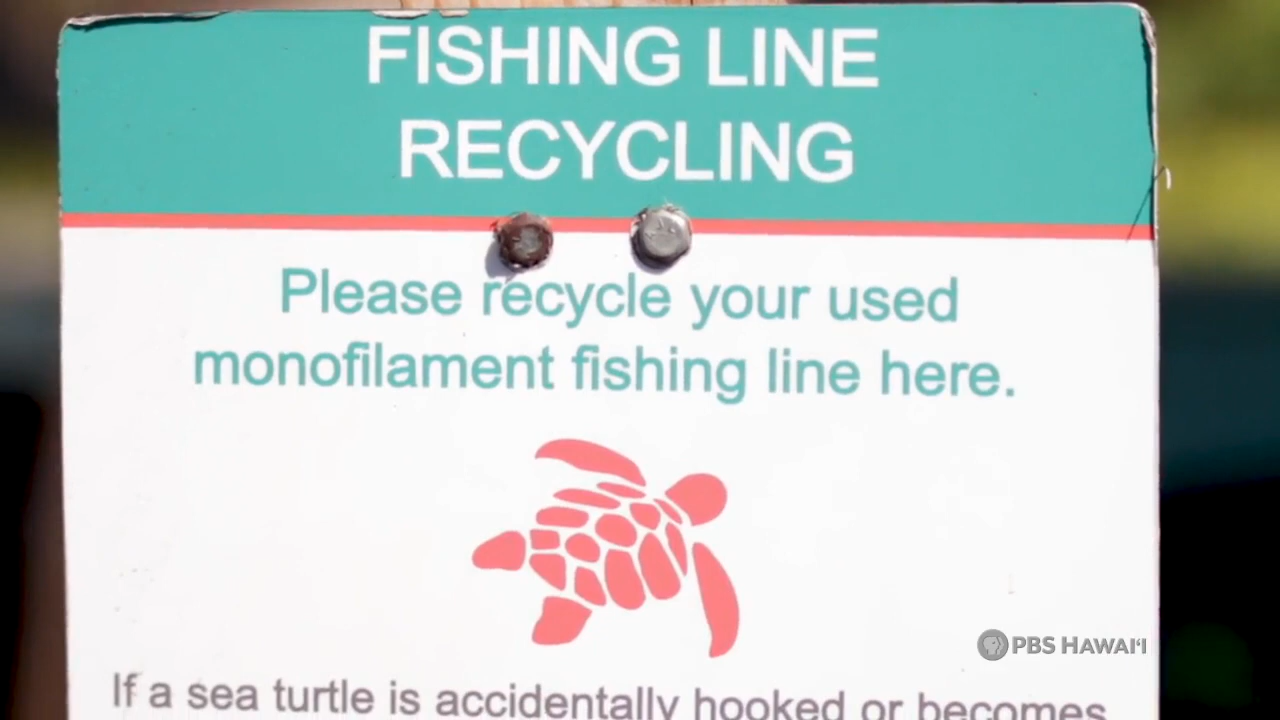 FISHING LINE
RECYCLING
Please recycle your used
monofilament fishing line here.
If a sea turtle is accidentally hooked or becomes
PBS HAWAIʻI